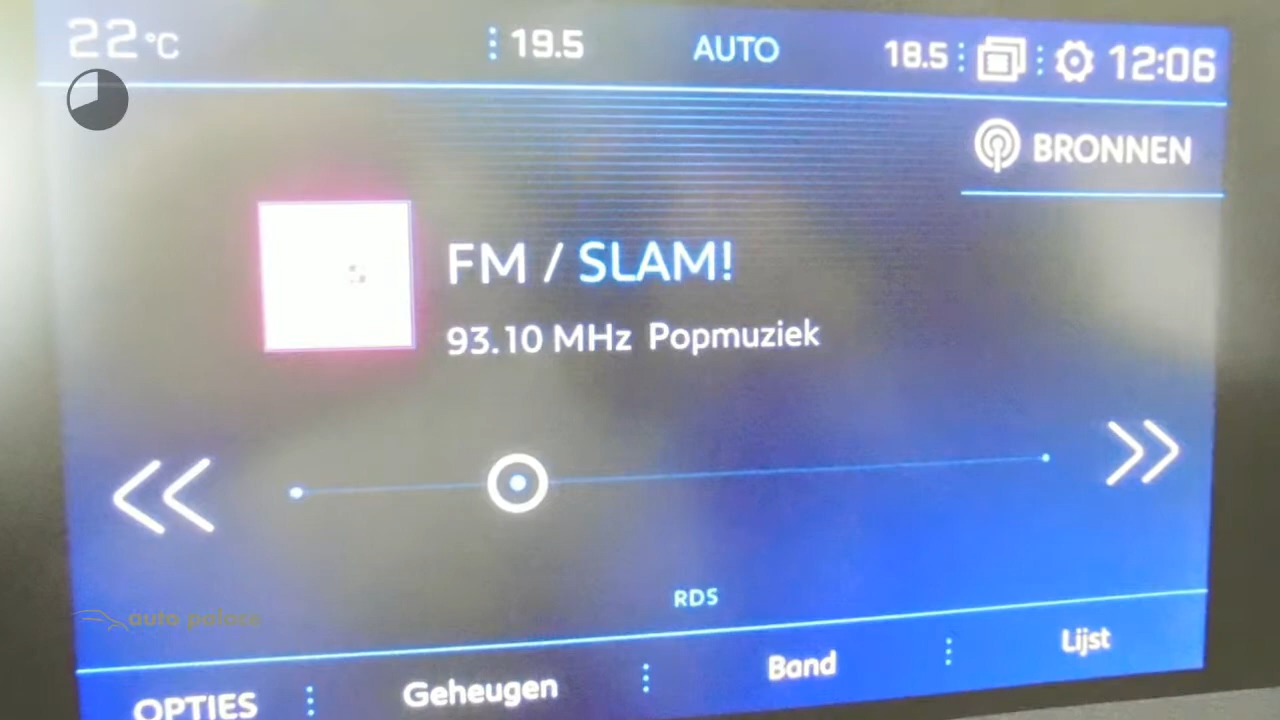 22°C 19.5 AUTO 18.5 12:06
BRONNEN
FM / SLAM!
93.10 MHz Popmuziek
RDS
auto palace
OPTIES Geheugen Band Lijst